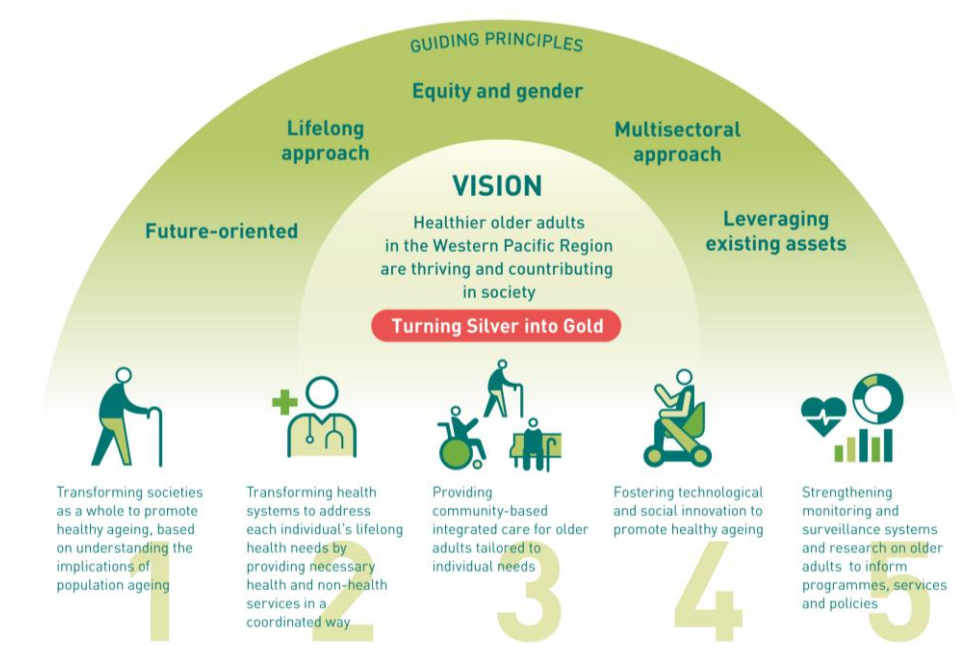 GUIDING PRINCIPLES
Equity and gender
Lifelong
approach
Multisectoral
approach
Future-oriented
Leveraging
existing assets
VISION
Healthier older adults
in the Western Pacific Region
are thriving and countributing
in society
Turning Silver into Gold
Transforming societies
as a whole to promote
healthy ageing, based
on understanding the
implications of
population ageing
1
Transforming health
systems to address
each individual's lifelong
health needs by
providing necessary
health and non-health
services in a
coordinated way
2
Providing
community-based
integrated care for older
adults tailored to
individual needs
3
Fostering technological
and social innovation to
promote healthy ageing
4
Strengthening
monitoring and
surveillance systems
and research on older
adults to inform
programmes, services
and policies
5